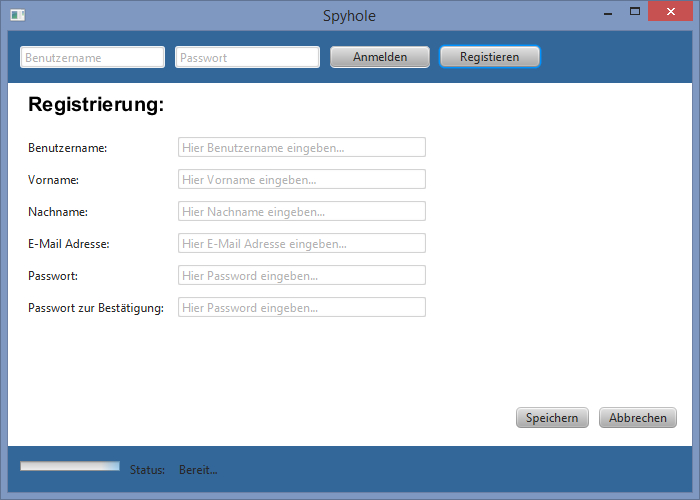 Spyhole
Benutzername Passwort Anmelden Registieren
Registrierung:
Benutzername: Hier Benutzername eingeben...
Vorname: Hier Vorname eingeben...
Nachname: Hier Nachname eingeben...
E-Mail Adresse: Hier E-Mail Adresse eingeben...
Passwort: Hier Password eingeben...
Passwort zur Bestätigung: Hier Password eingeben...
Speichern Abbrechen
Status: Bereit...